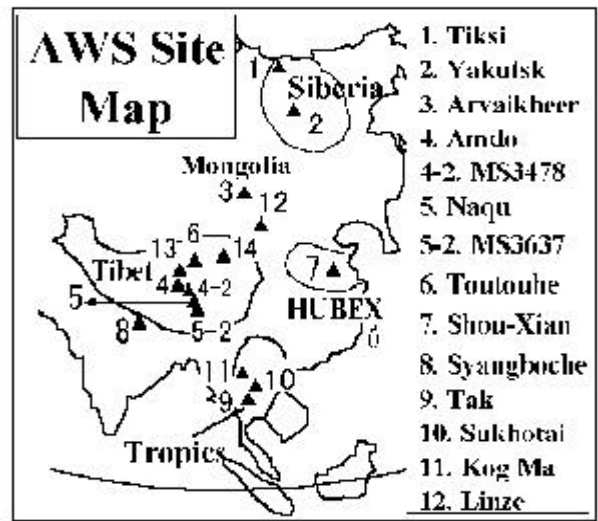 AWS Site
Map
1
Siberia
2
Mongolia
3
12
6
13
14
Tibet
4
4-2
7
5
HUBEX
8
5-2
11
10
9
Tropics
1. Tiksi
2. Yakutsk
3. Arvaikheer
4. Amdo
4-2. MS3478
5. Naqu
5-2. MS3637
6. Toutouhe
7. Shou-Xian
8. Syangboche
9. Tak
10. Sukhotai
11. Kog Ma
12. Linze